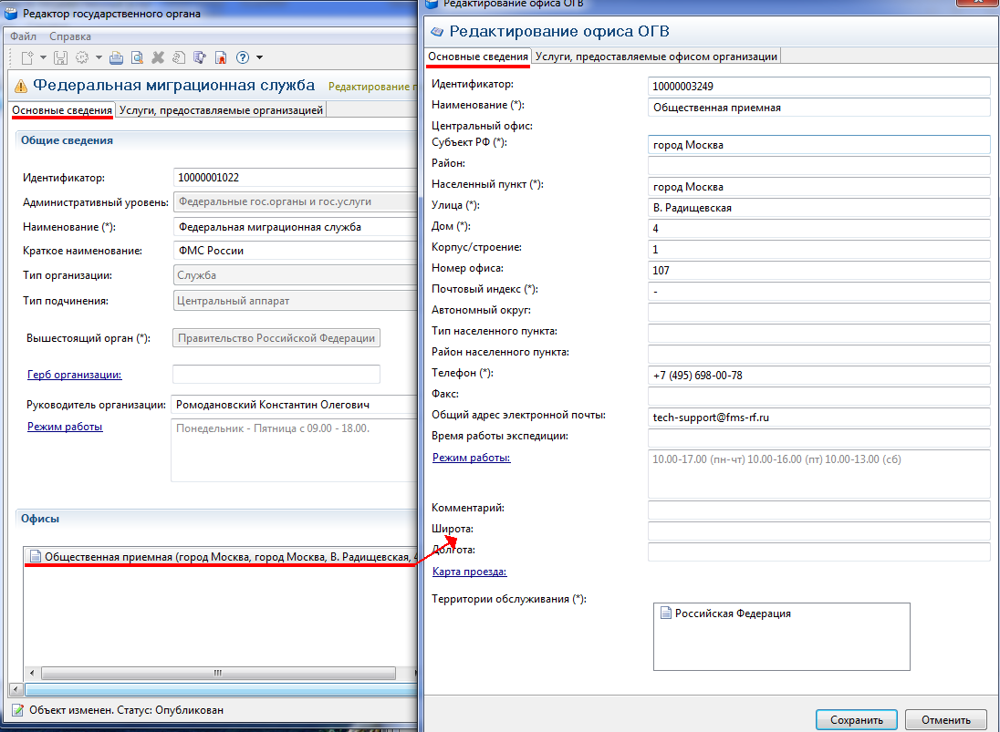 Редактор государственного органа
Файл Справка
Федеральная миграционная служба Редактирование г
Основные сведения Услуги, предоставляемые организацией
Общие сведения
Идентификатор: 10000001022
Административный уровень: Федеральные гос.органы и гос.услуги
Наименование (*): Федеральная миграционная служба
Краткое наименование: ФМС России
Тип организации: Служба
Тип подчинения: Центральный аппарат
Вышестоящий орган (*): Правительство Российской Федерации
Герб организации:
Руководитель организации: Ромодановский Константин Олегович
Режим работы Понедельник - Пятница с 09.00 - 18.00.
Офисы
Общественная приемная (город Москва, город Москва, В. Радищевская, 4
Объект изменен. Статус: Опубликован
Редактирование офиса ОГВ
Редактирование офиса ОГВ
Основные сведения Услуги, предоставляемые офисом организации
Идентификатор: 10000003249
Наименование (*): Общественная приемная
Центральный офис:
Субъект РФ (*): город Москва
Район:
Населенный пункт (*): город Москва
Улица (*): В. Радищевская
Дом (*): 4
Корпус/строение: 1
Номер офиса: 107
Почтовый индекс (*): -
Автономный округ:
Тип населенного пункта:
Район населенного пункта:
Телефон (*): +7 (495) 698-00-78
Факс:
Общий адрес электронной почты: tech-support@fms-rf.ru
Время работы экспедиции:
Режим работы: 10.00-17.00 (пн-чт) 10.00-16.00 (пт) 10.00-13.00 (сб)
Комментарий:
Широта:
Долгота:
Карта проезда:
Территории обслуживания (*):
Российская Федерация
Сохранить Отменить